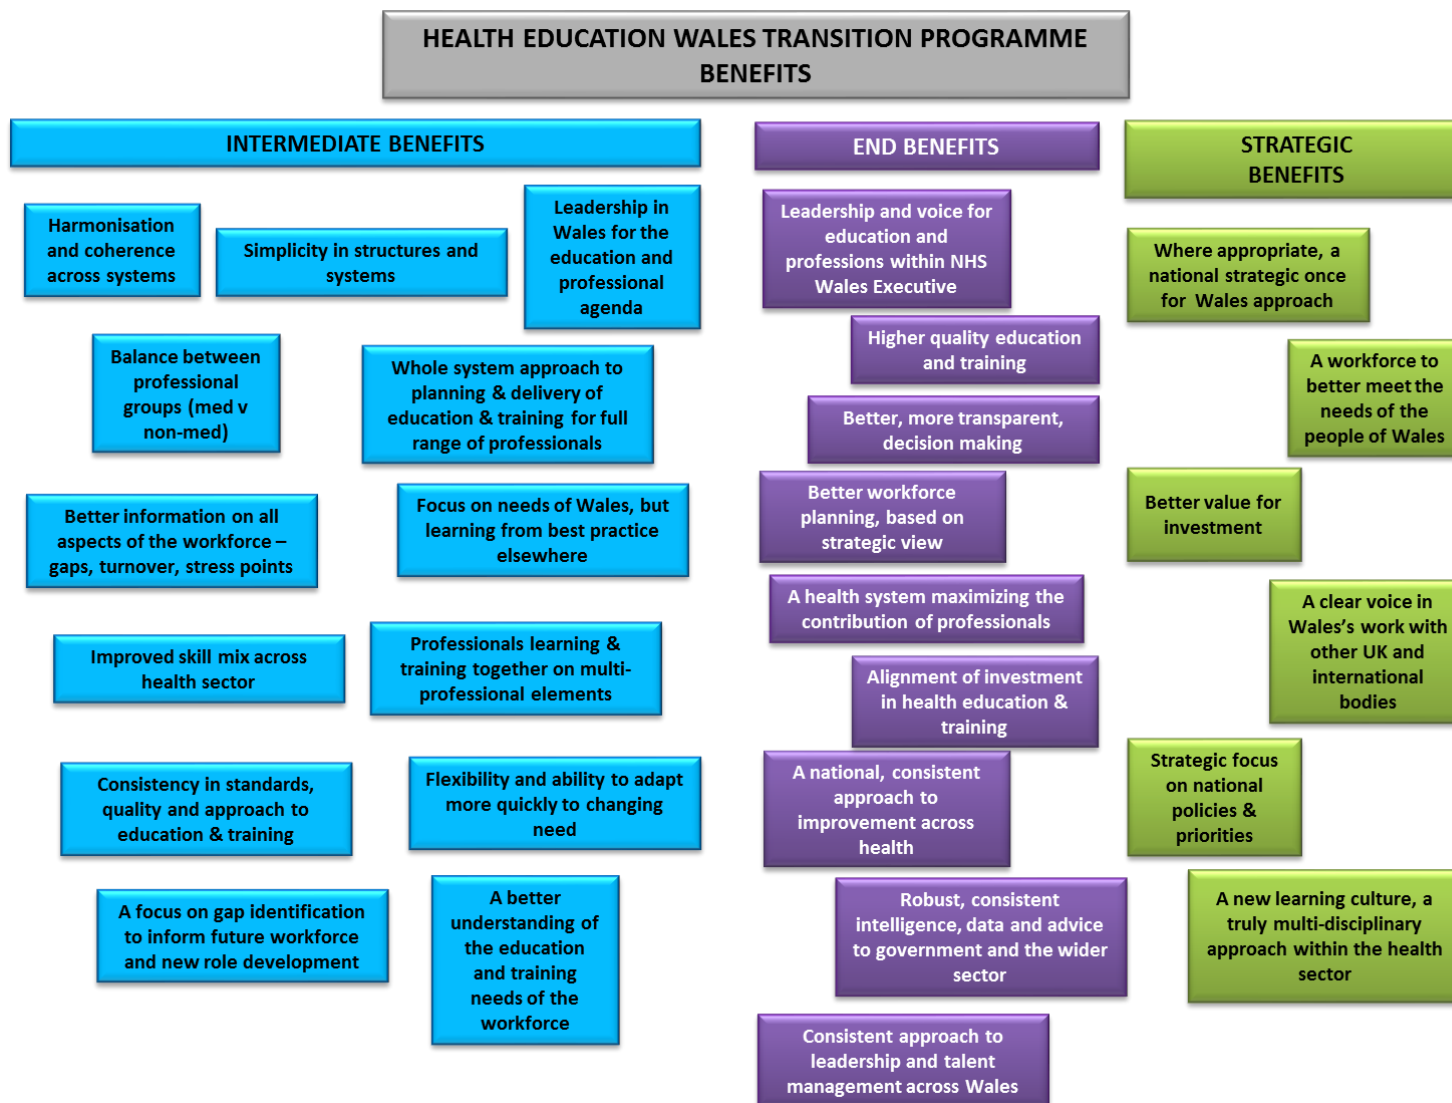 HEALTH EDUCATION WALES TRANSITION PROGRAMME
BENEFITS
INTERMEDIATE BENEFITS
Harmonisation
and coherence
across systems
Simplicity in structures and
systems
Leadership in
Wales for the
education and
professional
agenda
Balance between
professional
groups (med v
non-med)
Whole system approach to
planning & delivery of
education & training for full
range of professionals
Better information on all
aspects of the workforce –
gaps, turnover, stress points
Focus on needs of Wales, but
learning from best practice
elsewhere
Improved skill mix across
health sector
Professionals learning &
training together on multi-
professional elements
Consistency in standards,
quality and approach to
education & training
Flexibility and ability to adapt
more quickly to changing
need
A focus on gap identification
to inform future workforce
and new role development
A better
understanding of
the education
and training
needs of the
workforce
END BENEFITS
Leadership and voice for
education and
professions within NHS
Wales Executive
Higher quality education
and training
Better, more transparent,
decision making
Better workforce
planning, based on
strategic view
A health system maximizing the
contribution of professionals
Alignment of investment
in health education &
training
A national, consistent
approach to
improvement across
health
Robust, consistent
intelligence, data and advice
to government and the wider
sector
Consistent approach to
leadership and talent
management across Wales
STRATEGIC
BENEFITS
Where appropriate, a
national strategic once
for Wales approach
A workforce to
better meet the
needs of the
people of Wales
Better value for
investment
A clear voice in
Wales's work with
other UK and
international
bodies
Strategic focus
on national
policies &
priorities
A new learning culture, a
truly multi-disciplinary
approach within the health
sector